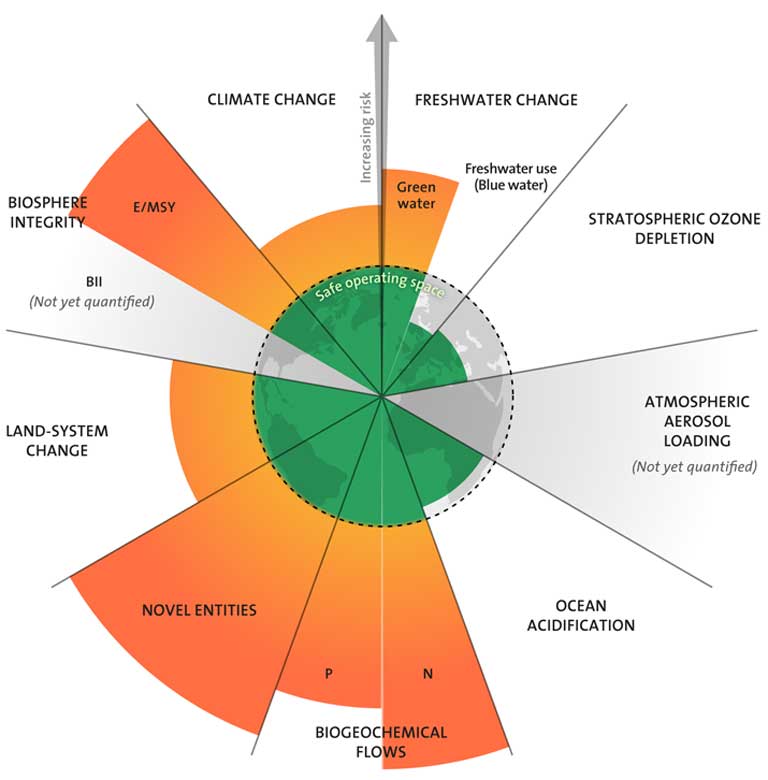 CLIMATE CHANGE
FRESHWATER CHANGE
Increasing risk
Freshwater use
(Blue water)
Green
water
BIOSPHERE
INTEGRITY
E/MSY
STRATOSPHERIC OZONE
DEPLETION
BII
(Not yet quantified)
Safe operating space
LAND-SYSTEM
CHANGE
ATMOSPHERIC
AEROSOL
LOADING
(Not yet quantified)
NOVEL ENTITIES
OCEAN
ACIDIFICATION
P
N
BIOGEOCHEMICAL
FLOWS